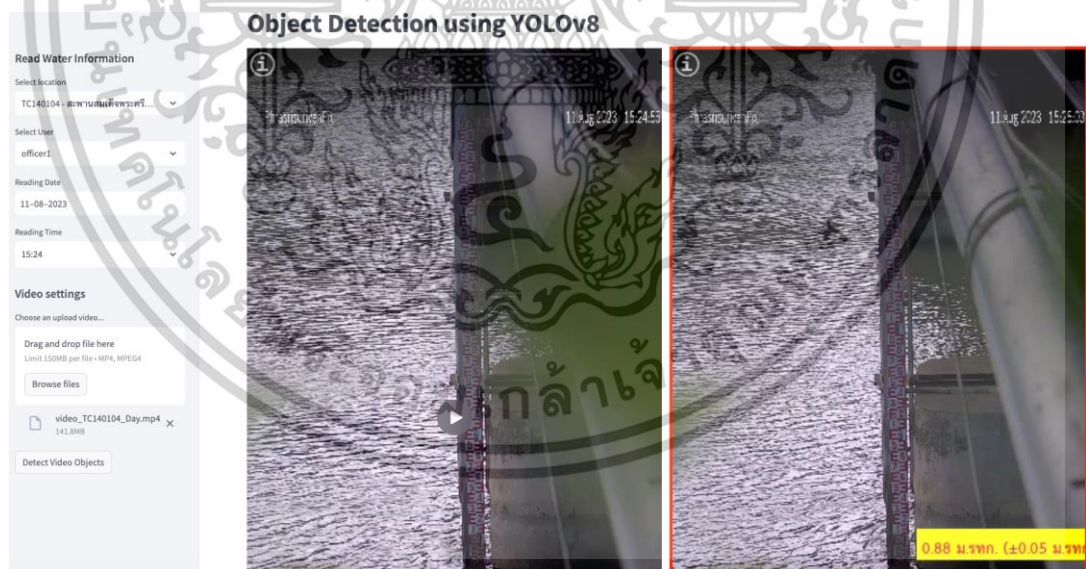 Object Detection using YOLOv8
Read Water Information
Select location
TC140104 - สะพานสมเด็จพระศรี...
Select User
officer1
Reading Date
11-08-2023
Reading Time
15:24
Video settings
Choose an upload video...
Drag and drop file here
Limit 150MB per file • MP4, MPEG4
Browse files
video_TC140104_Day.mp4
141.8MB
Detect Video Objects
11 Aug 2023 15:24:55
11 Aug 2023 15:25:03
0.88 ม.รทก. (±0.05 ม.รท